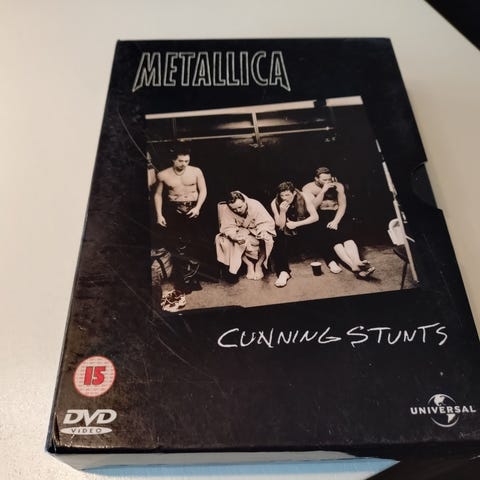 METALLICA
CUNNING STUNTS
15
DVD
VIDEO
UNIVERSAL